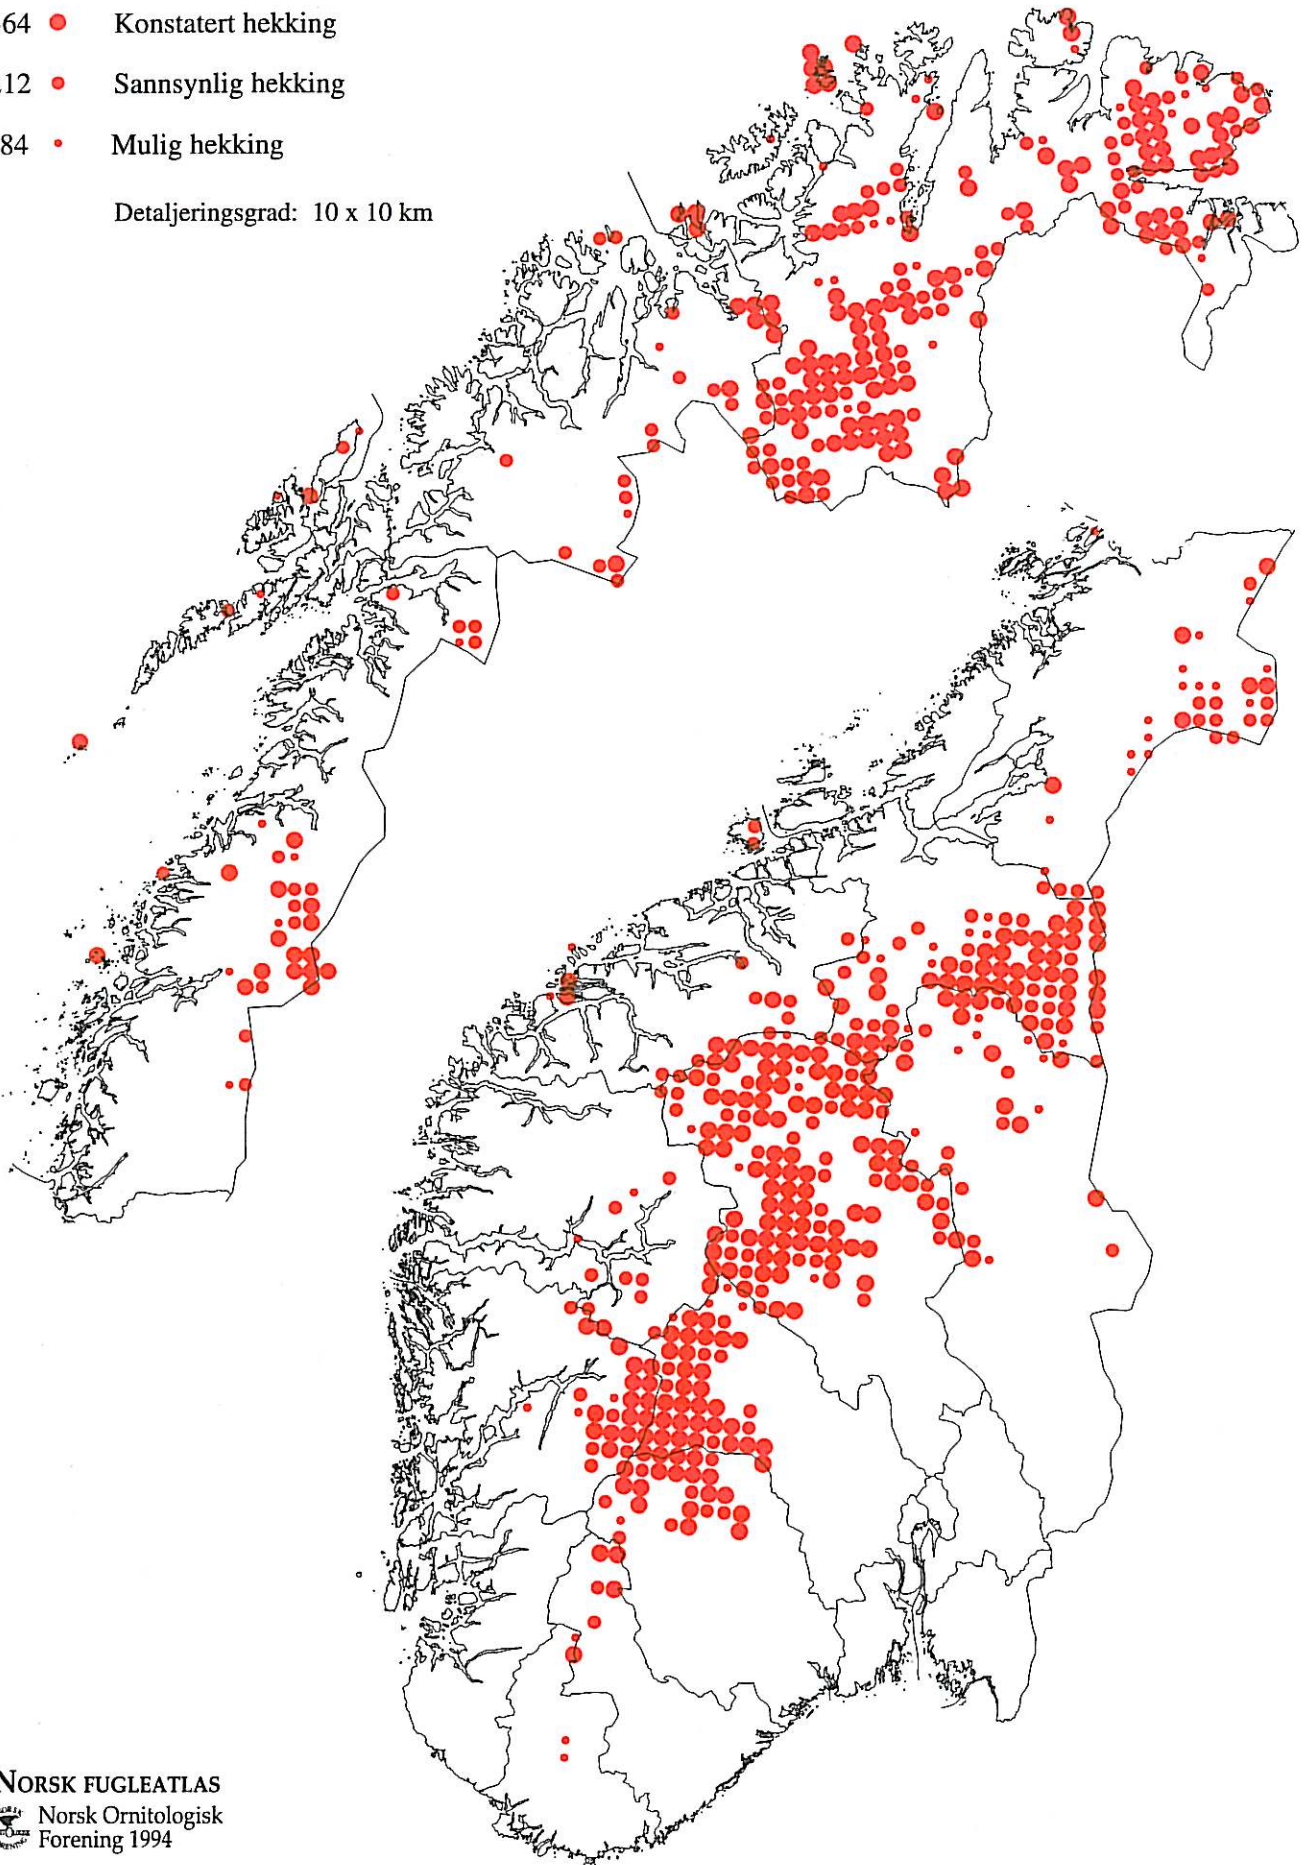 64 Konstatert hekking
12 Sannsynlig hekking
84 Mulig hekking
Detaljeringsgrad: 10 x 10 km
NORSK FUGLEATLAS
Norsk Ornitologisk
Forening 1994